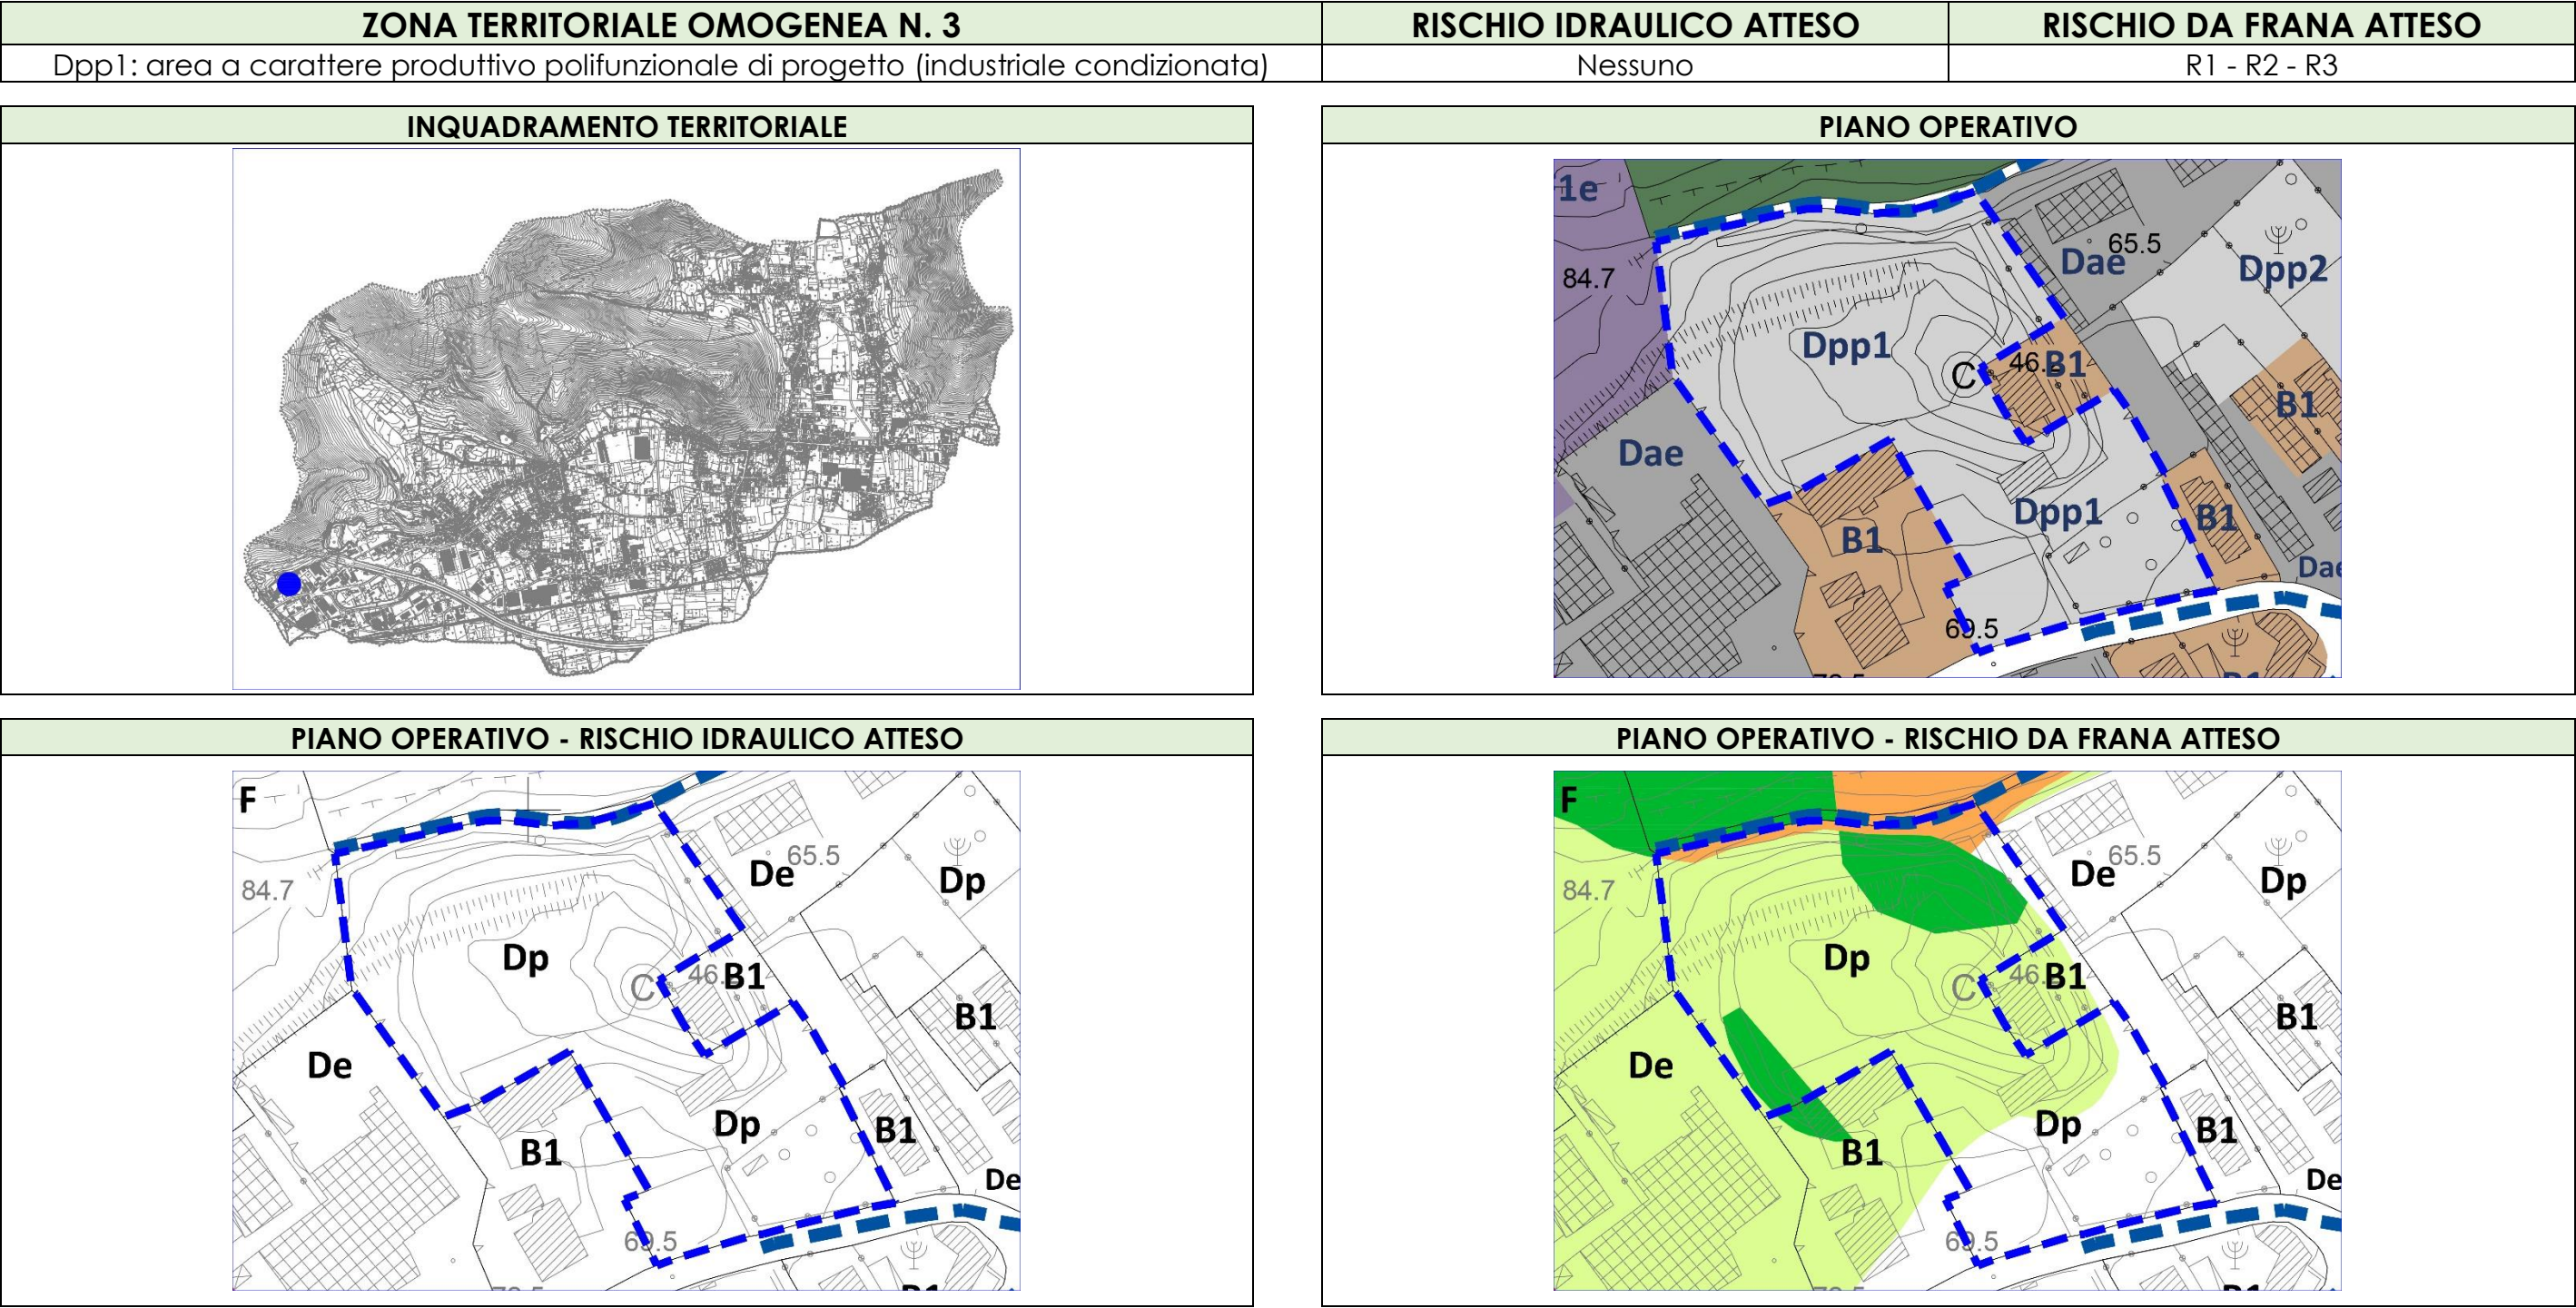 ZONA TERRITORIALE OMOGENEA N. 3
RISCHIO IDRAULICO ATTESO
RISCHIO DA FRANA ATTESO
Dpp1: area a carattere produttivo polifunzionale di progetto (industriale condizionata)
Nessuno
R1 - R2 - R3
INQUADRAMENTO TERRITORIALE
PIANO OPERATIVO
1e
84.7
Dae
65.5
Dpp2
Dpp1
C
46.
B1
B1
Dae
Dpp1
B1
B1
Dae
69.5
PIANO OPERATIVO - RISCHIO IDRAULICO ATTESO
F
84.7
De
65.5
Dp
Dp
C
46.
B1
B1
De
Dp
B1
B1
De
69.5
PIANO OPERATIVO - RISCHIO DA FRANA ATTESO
F
84.7
De
65.5
Dp
Dp
C
46.
B1
B1
De
Dp
B1
B1
De
69.5